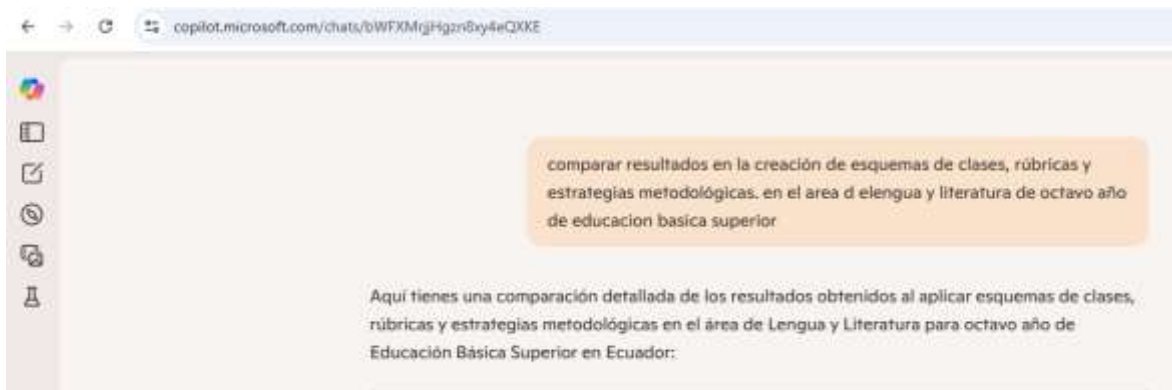 copilot.microsoft.com/chats/bWFXMrjjHgzn8xy4eQXKE
comparar resultados en la creación de esquemas de clases, rúbricas y
estrategias metodológicas. en el area d elengua y literatura de octavo año
de educacion basica superior
Aquí tienes una comparación detallada de los resultados obtenidos al aplicar esquemas de clases,
rúbricas y estrategias metodológicas en el área de Lengua y Literatura para octavo año de
Educación Básica Superior en Ecuador: